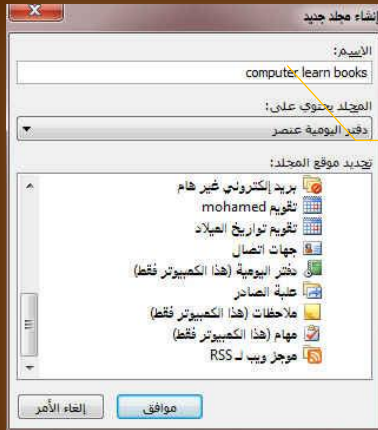 إنشاء مجلد جديد
الاسم:
computer learn books
المجلد يحتوي على:
دفتر اليومية عنصر
تحديد موقع المجلد:
بريد إلكتروني غير هام
تقويم mohamed
تقويم تواريخ الميلاد
جهات اتصال
دفتر اليومية (هذا الكمبيوتر فقط)
علبة الصادر
ملاحظات (هذا الكمبيوتر فقط)
مهام (هذا الكمبيوتر فقط)
موجز ويب لـ RSS
موافق
إلغاء الأمر